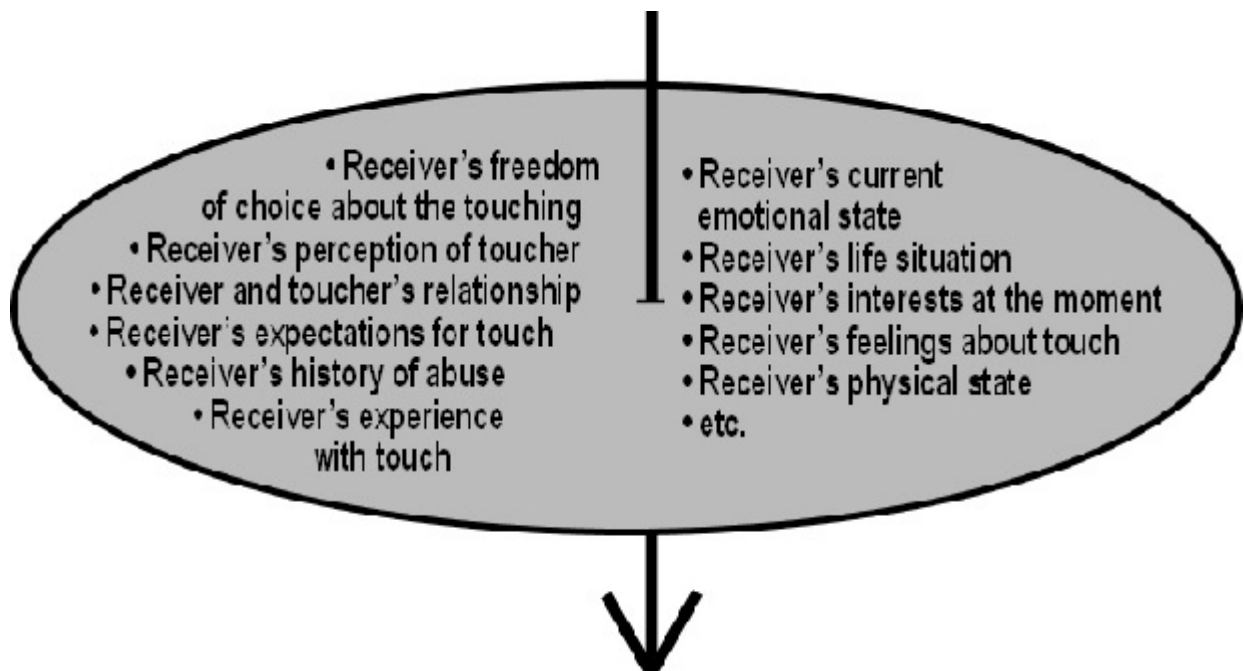 • Receiver's freedom
of choice about the touching
• Receiver's perception of toucher
• Receiver and toucher's relationship
• Receiver's expectations for touch
• Receiver's history of abuse
• Receiver's experience
with touch
• Receiver's current
emotional state
• Receiver's life situation
• Receiver's interests at the moment
• Receiver's feelings about touch
• Receiver's physical state
• etc.